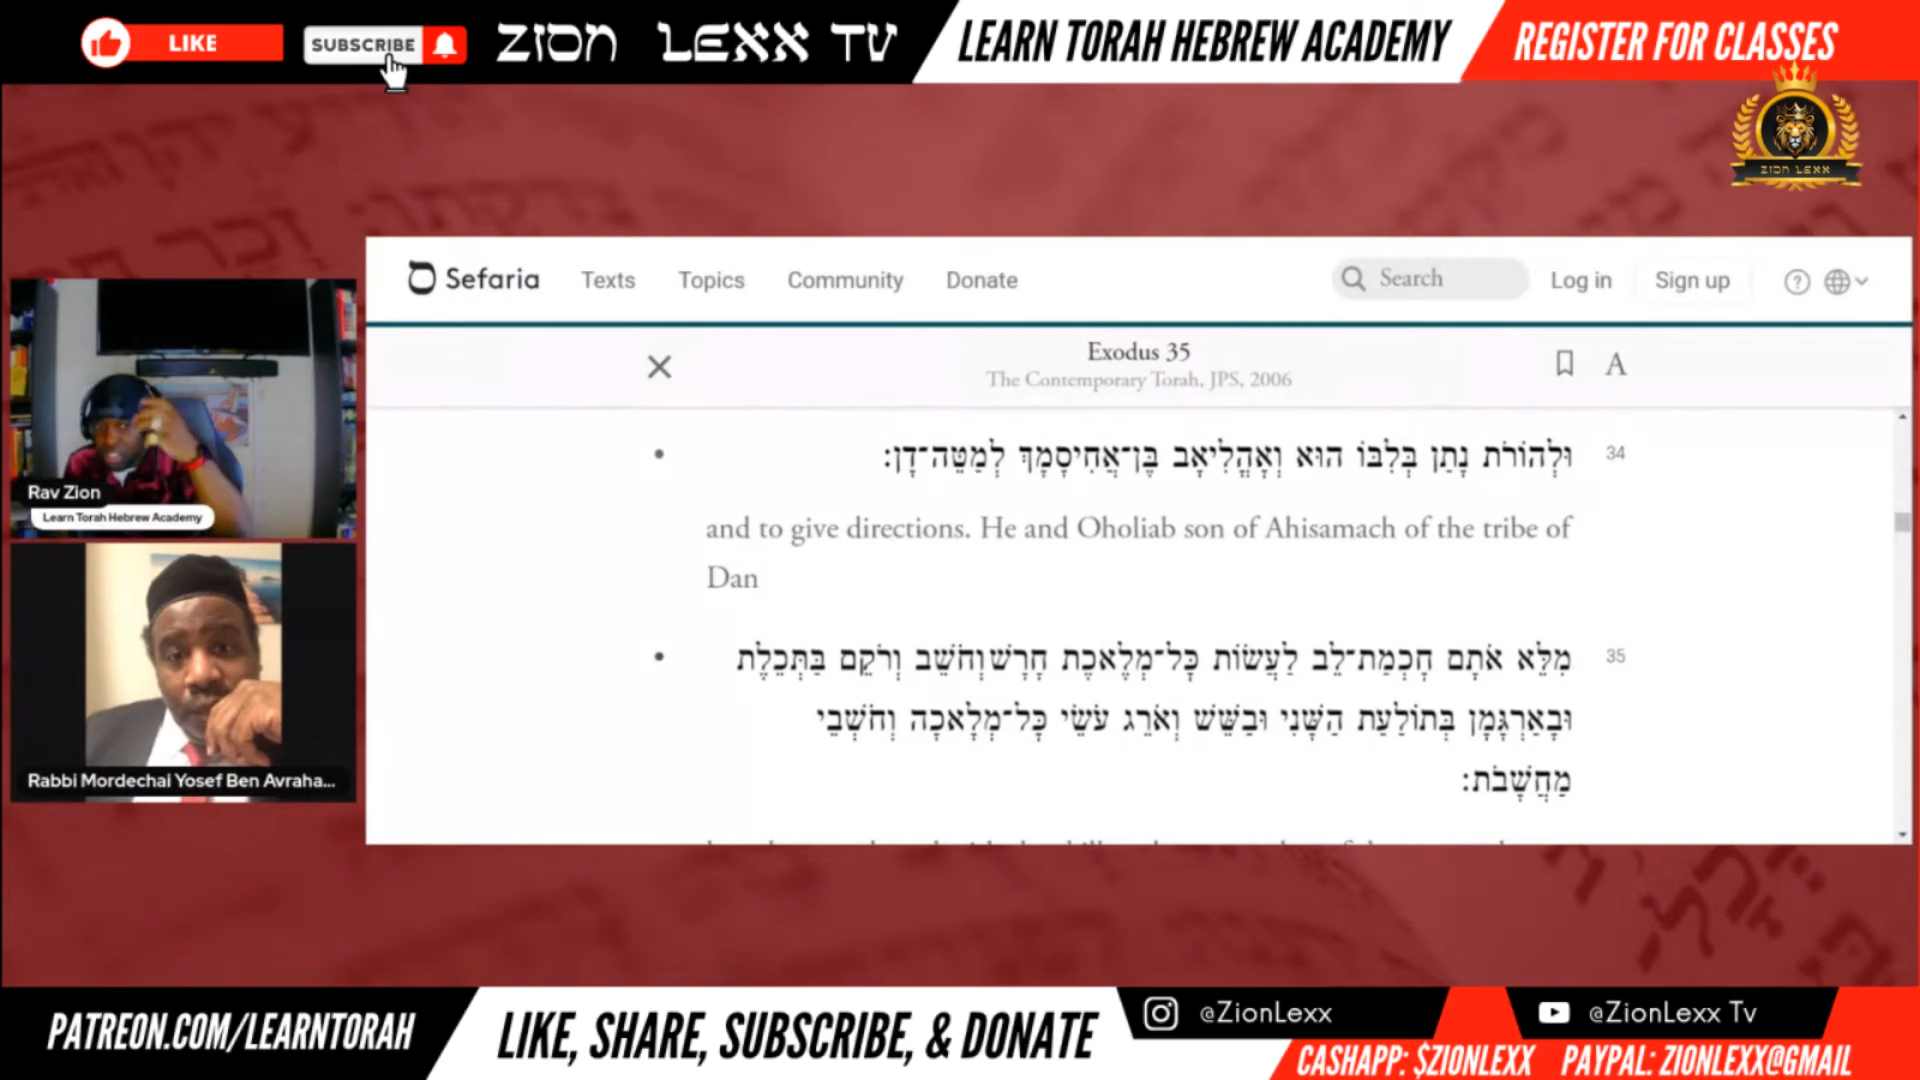 LIKE
SUBSCRIBE
ZION LEXX TV
LEARN TORAH HEBREW ACADEMY
REGISTER FOR CLASSES
ZION LEXX
Sefaria
Texts
Topics
Community
Donate
Search
Log in
Sign up
Exodus 35
The Contemporary Torah, JPS, 2006
A
34
וּלְהוֹרֹת נָתַן בְּלִבּוֹ הוּא וְאׇהֳלִיאָב בֶּן־אֲחִיסָמָךְ לְמַטֵּה־דָן׃
and to give directions. He and Oholiab son of Ahisamach of the tribe of
Dan
35
מִלֵּא אֹתָם חׇכְמַת־לֵב לַעֲשׂוֹת כׇּל־מְלֶאכֶת חָרָשׁ וְחֹשֵׁב וְרֹקֵם בַּתְּכֵלֶת
וּבָאַרְגָּמָן בְּתוֹלַעַת הַשָּׁנִי וּבַשֵּׁשׁ וְאֹרֵג עֹשֵׂי כׇּל־מְלָאכָה וְחֹשְׁבֵי
מַחֲשָׁבֹת׃
Rav Zion
Learn Torah Hebrew Academy
Rabbi Mordechai Yosef Ben Avraha...
PATREON.COM/LEARNTORAH
LIKE, SHARE, SUBSCRIBE, & DONATE
@ZionLexx
@ZionLexx Tv
CASHAPP: $ZIONLEXX
PAYPAL: ZIONLEXX@GMAIL